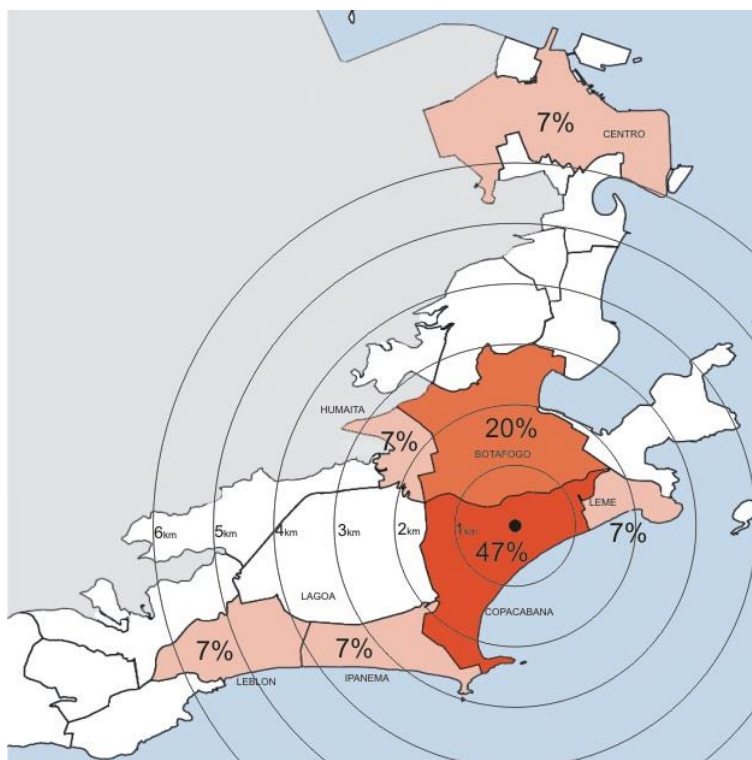 7%
CENTRO
HUMAITA
7%
20%
BOTAFOGO
LEME
6km
5km
4km
3km
2km
1km
7%
47%
LAGOA
COPACABANA
7%
7%
LEBLON
IPANEMA